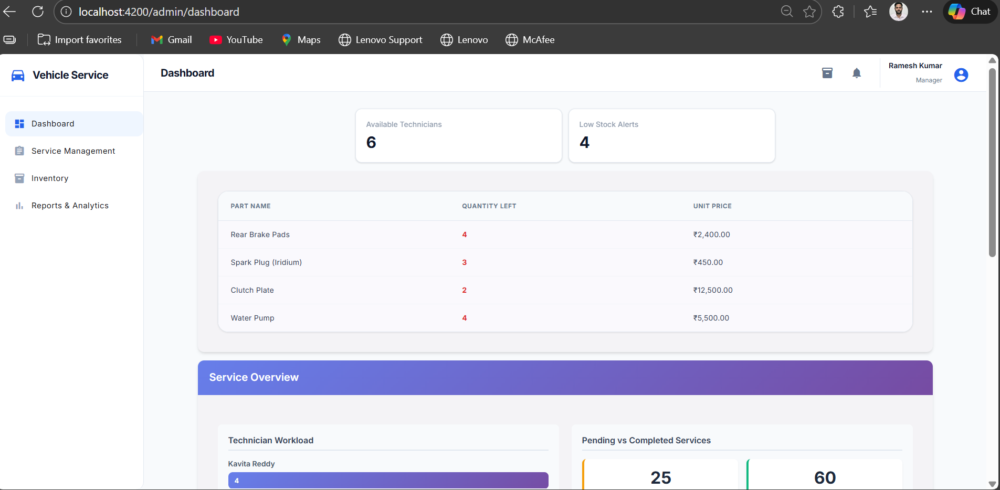 localhost:4200/admin/dashboard
Chat
Import favorites
Gmail
YouTube
Maps
Lenovo Support
Lenovo
McAfee
Vehicle Service
Dashboard
Service Management
Inventory
Reports & Analytics
Dashboard
Ramesh Kumar
Manager
Available Technicians
6
Low Stock Alerts
4
PART NAME QUANTITY LEFT UNIT PRICE
Rear Brake Pads 4 ₹2,400.00
Spark Plug (Iridium) 3 ₹450.00
Clutch Plate 2 ₹12,500.00
Water Pump 4 ₹5,500.00
Service Overview
Technician Workload
Kavita Reddy
4
Pending vs Completed Services
25
60